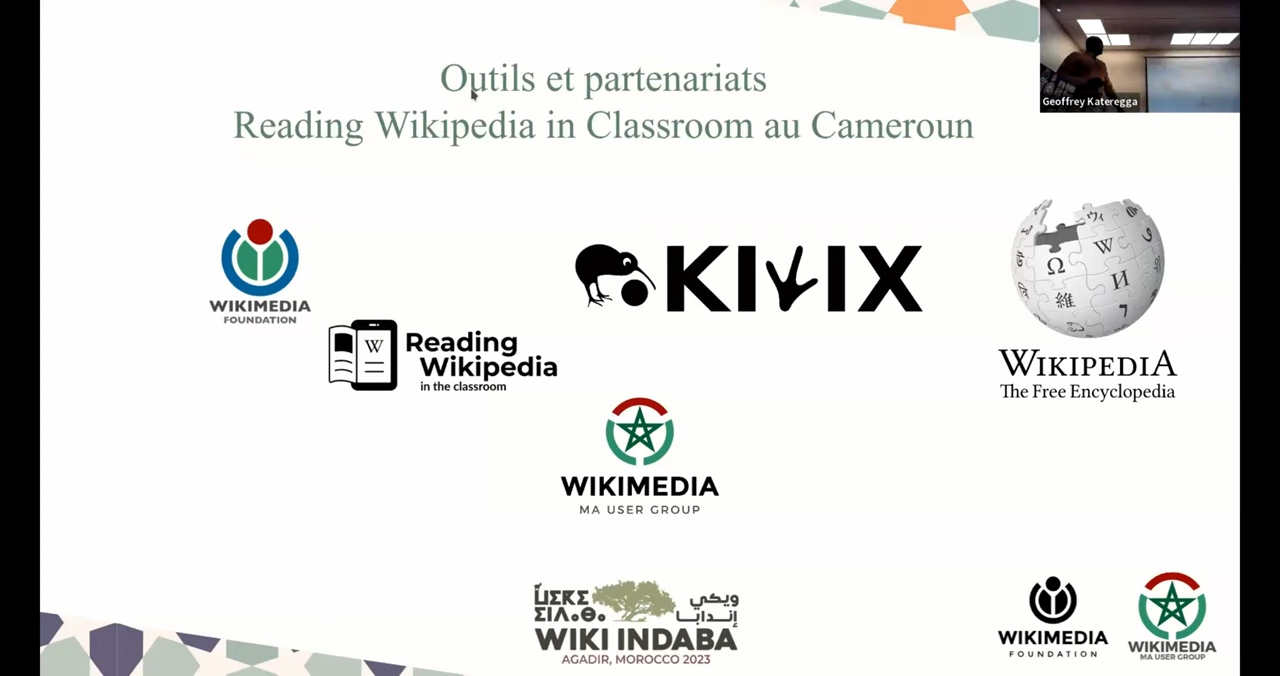 Outils et partenariats
Reading Wikipedia in Classroom au Cameroun
Geoffrey Kateregga
WIKIMEDIA
FOUNDATION
KIWIX
W
Reading
Wikipedia
in the classroom
Ω W И
維
WIKIPEDIA
The Free Encyclopedia
WIKIMEDIA
MA USER GROUP
ويكي
إندابا
WIKI INDABA
AGADIR, MOROCCO 2023
WIKIMEDIA
FOUNDATION
WIKIMEDIA
MA USER GROUP